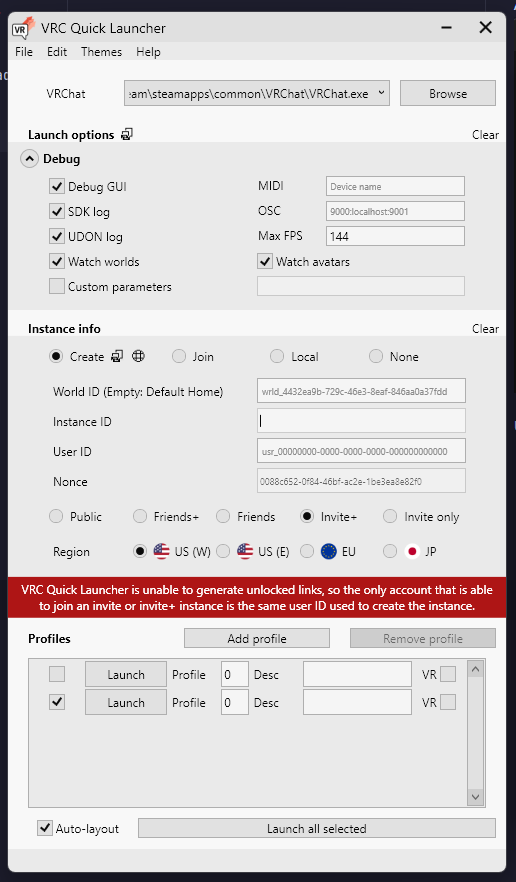 VR
VRC Quick Launcher
File Edit Themes Help
VRChat eam\steamapps\common\VRChat\VRChat.exe Browse
Launch options Clear
Debug
Debug GUI MIDI Device name
SDK log OSC 9000:localhost:9001
UDON log Max FPS 144
Watch worlds Watch avatars
Custom parameters
Instance info Clear
Create Join Local None
World ID (Empty: Default Home) wrld_4432ea9b-729c-46e3-8eaf-846aa0a37fdd
Instance ID
User ID usr_00000000-0000-0000-0000-000000000000
Nonce 0088c652-0f84-46bf-ac2e-1be3ea8e82f0
Public Friends+ Friends Invite+ Invite only
Region US (W) US (E) EU JP
VRC Quick Launcher is unable to generate unlocked links, so the only account that is able
to join an invite or invite+ instance is the same user ID used to create the instance.
Profiles Add profile Remove profile
Launch Profile 0 Desc VR
Launch Profile 0 Desc VR
Auto-layout Launch all selected